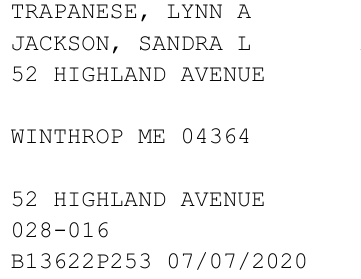 TRAPANESE, LYNN A
JACKSON, SANDRA L
52 HIGHLAND AVENUE
WINTHROP ME 04364
52 HIGHLAND AVENUE
028-016
B13622P253 07/07/2020